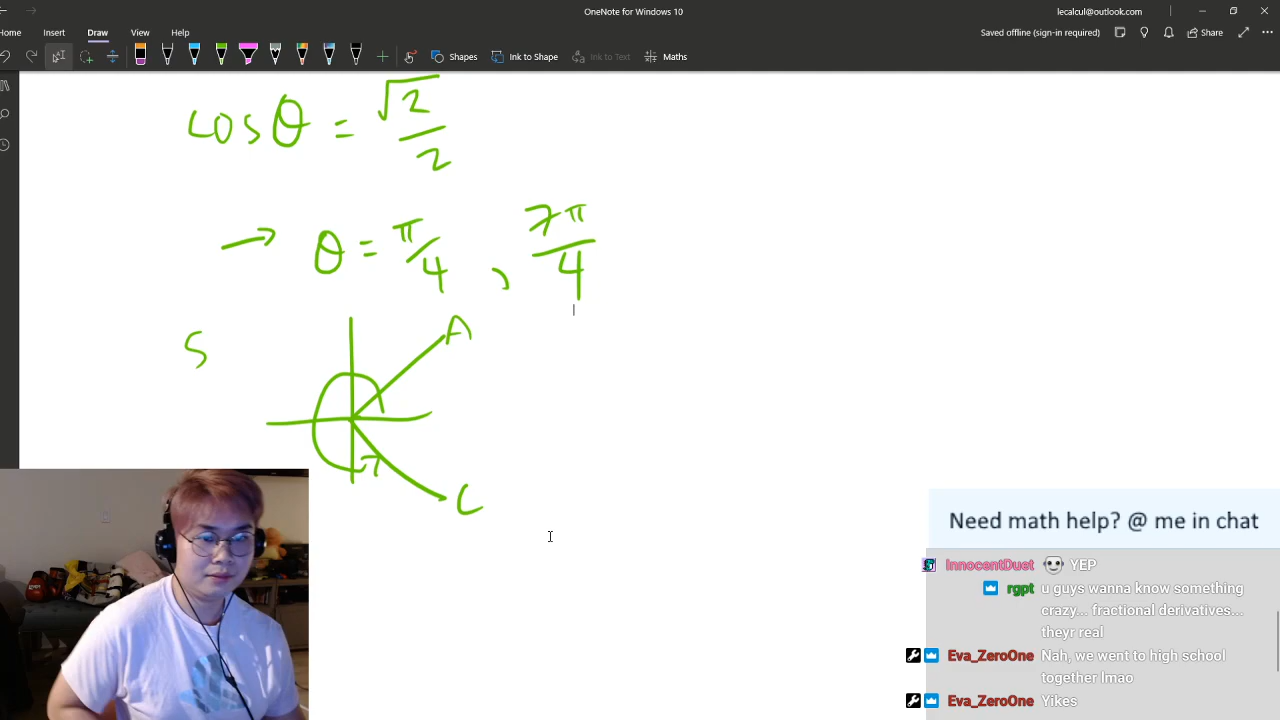 OneNote for Windows 10
lecalcul@outlook.com
Home Insert Draw View Help
Saved offline (sign-in required)
Share
Shapes
Ink to Shape
Ink to Text
Maths
cosθ = √2/2
→ θ = π/4 , 7π/4
S
A
C
Need math help? @ me in chat
InnocentDuet YEP
rgpt u guys wanna know something
crazy... fractional derivatives...
theyr real
Eva_ZeroOne Nah, we went to high school
together lmao
Eva_ZeroOne Yikes